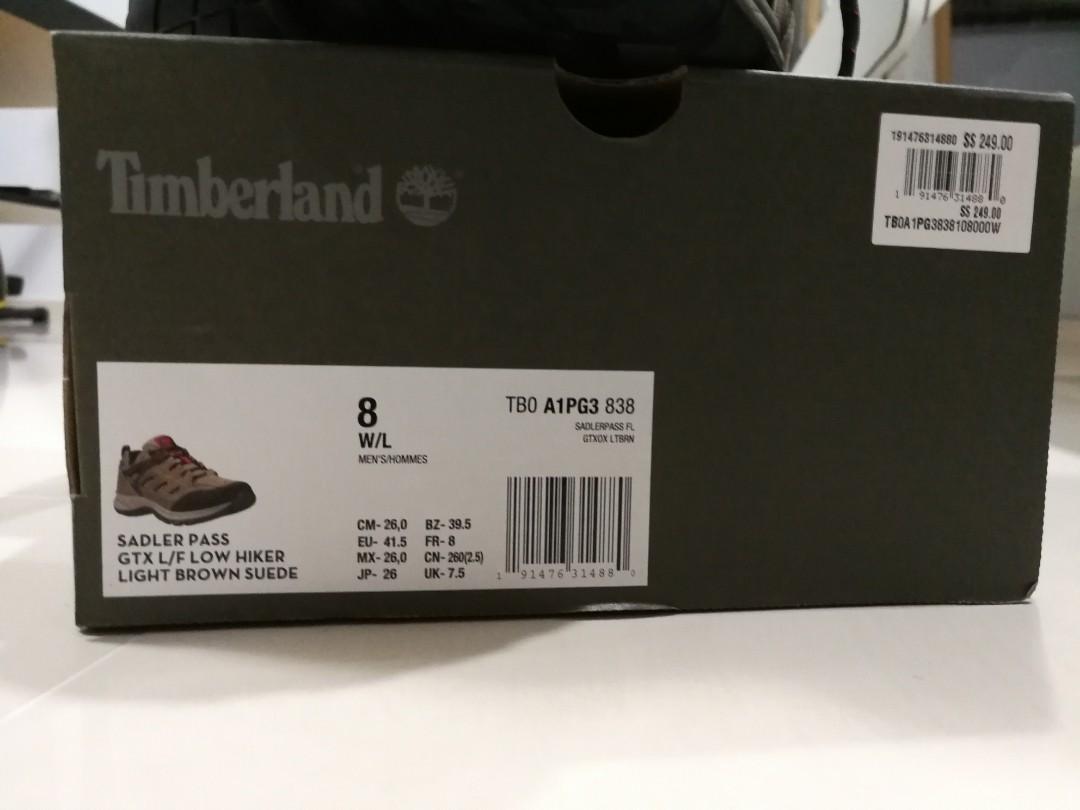 Timberland
191476314880 S$ 249.00
1 91476 31488 0
S$ 249.00
TB0A1PG3838108000W
8
W/L
MEN'S/HOMMES
TB0 A1PG3 838
SADLERPASS FL
GTXOX LTBRN
SADLER PASS
GTX L/F LOW HIKER
LIGHT BROWN SUEDE
CM- 26,0 BZ- 39.5
EU- 41.5 FR- 8
MX- 26,0 CN- 260(2.5)
JP- 26 UK- 7.5
1 91476 31488 0